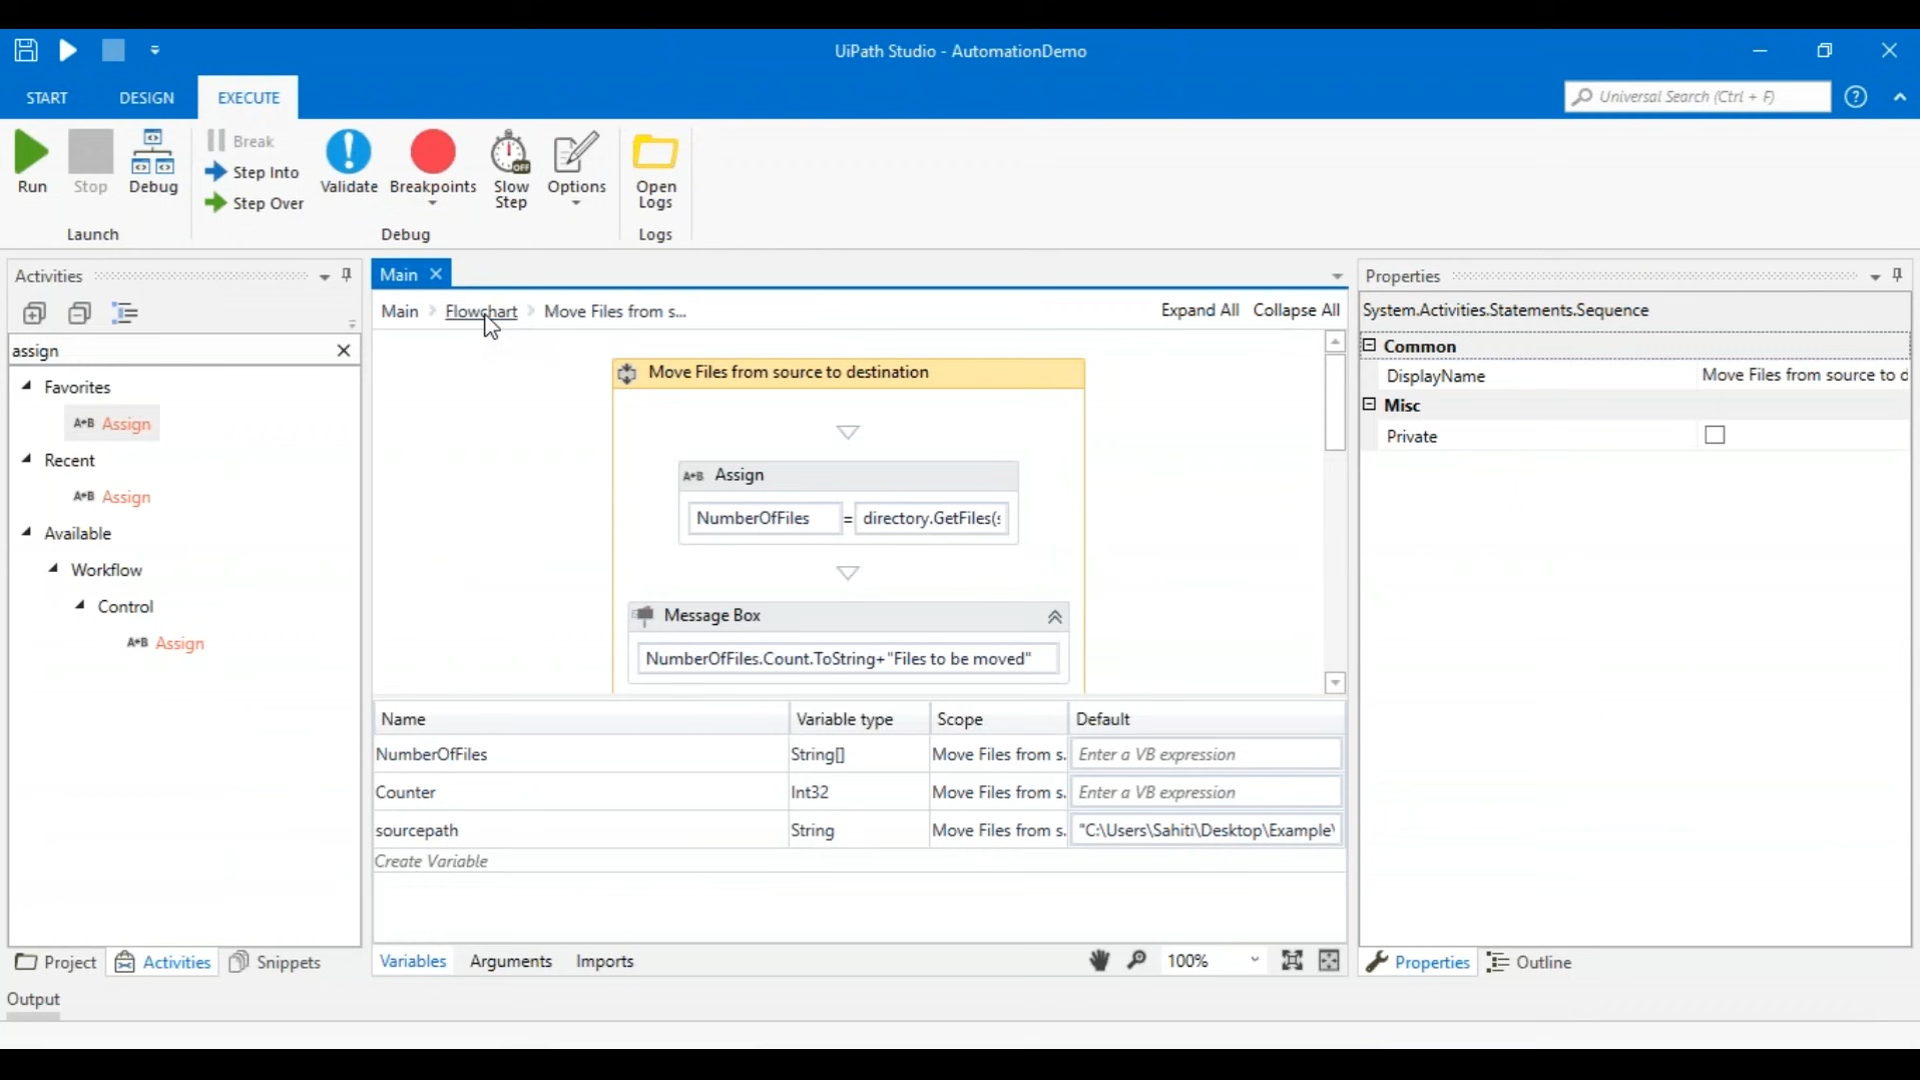 UiPath Studio - AutomationDemo
START DESIGN EXECUTE
Universal Search (Ctrl + F)
Run
Stop
Debug
Launch
Break
Step Into
Step Over
Validate
Breakpoints
Slow Step
Options
Debug
Open Logs
Logs
Activities
assign
Favorites
A+B Assign
Recent
A+B Assign
Available
Workflow
Control
A+B Assign
Project Activities Snippets
Main
Main Flowchart Move Files from s...
Expand All Collapse All
Move Files from source to destination
A+B Assign
NumberOfFiles = directory.GetFiles(s
Message Box
NumberOfFiles.Count.ToString+"Files to be moved"
Name Variable type Scope Default
NumberOfFiles String[] Move Files from s. Enter a VB expression
Counter Int32 Move Files from s. Enter a VB expression
sourcepath String Move Files from s. "C:\Users\Sahiti\Desktop\Example\
Create Variable
Variables Arguments Imports
100%
Properties
System.Activities.Statements.Sequence
Common
DisplayName Move Files from source to d
Misc
Private
Properties Outline
Output